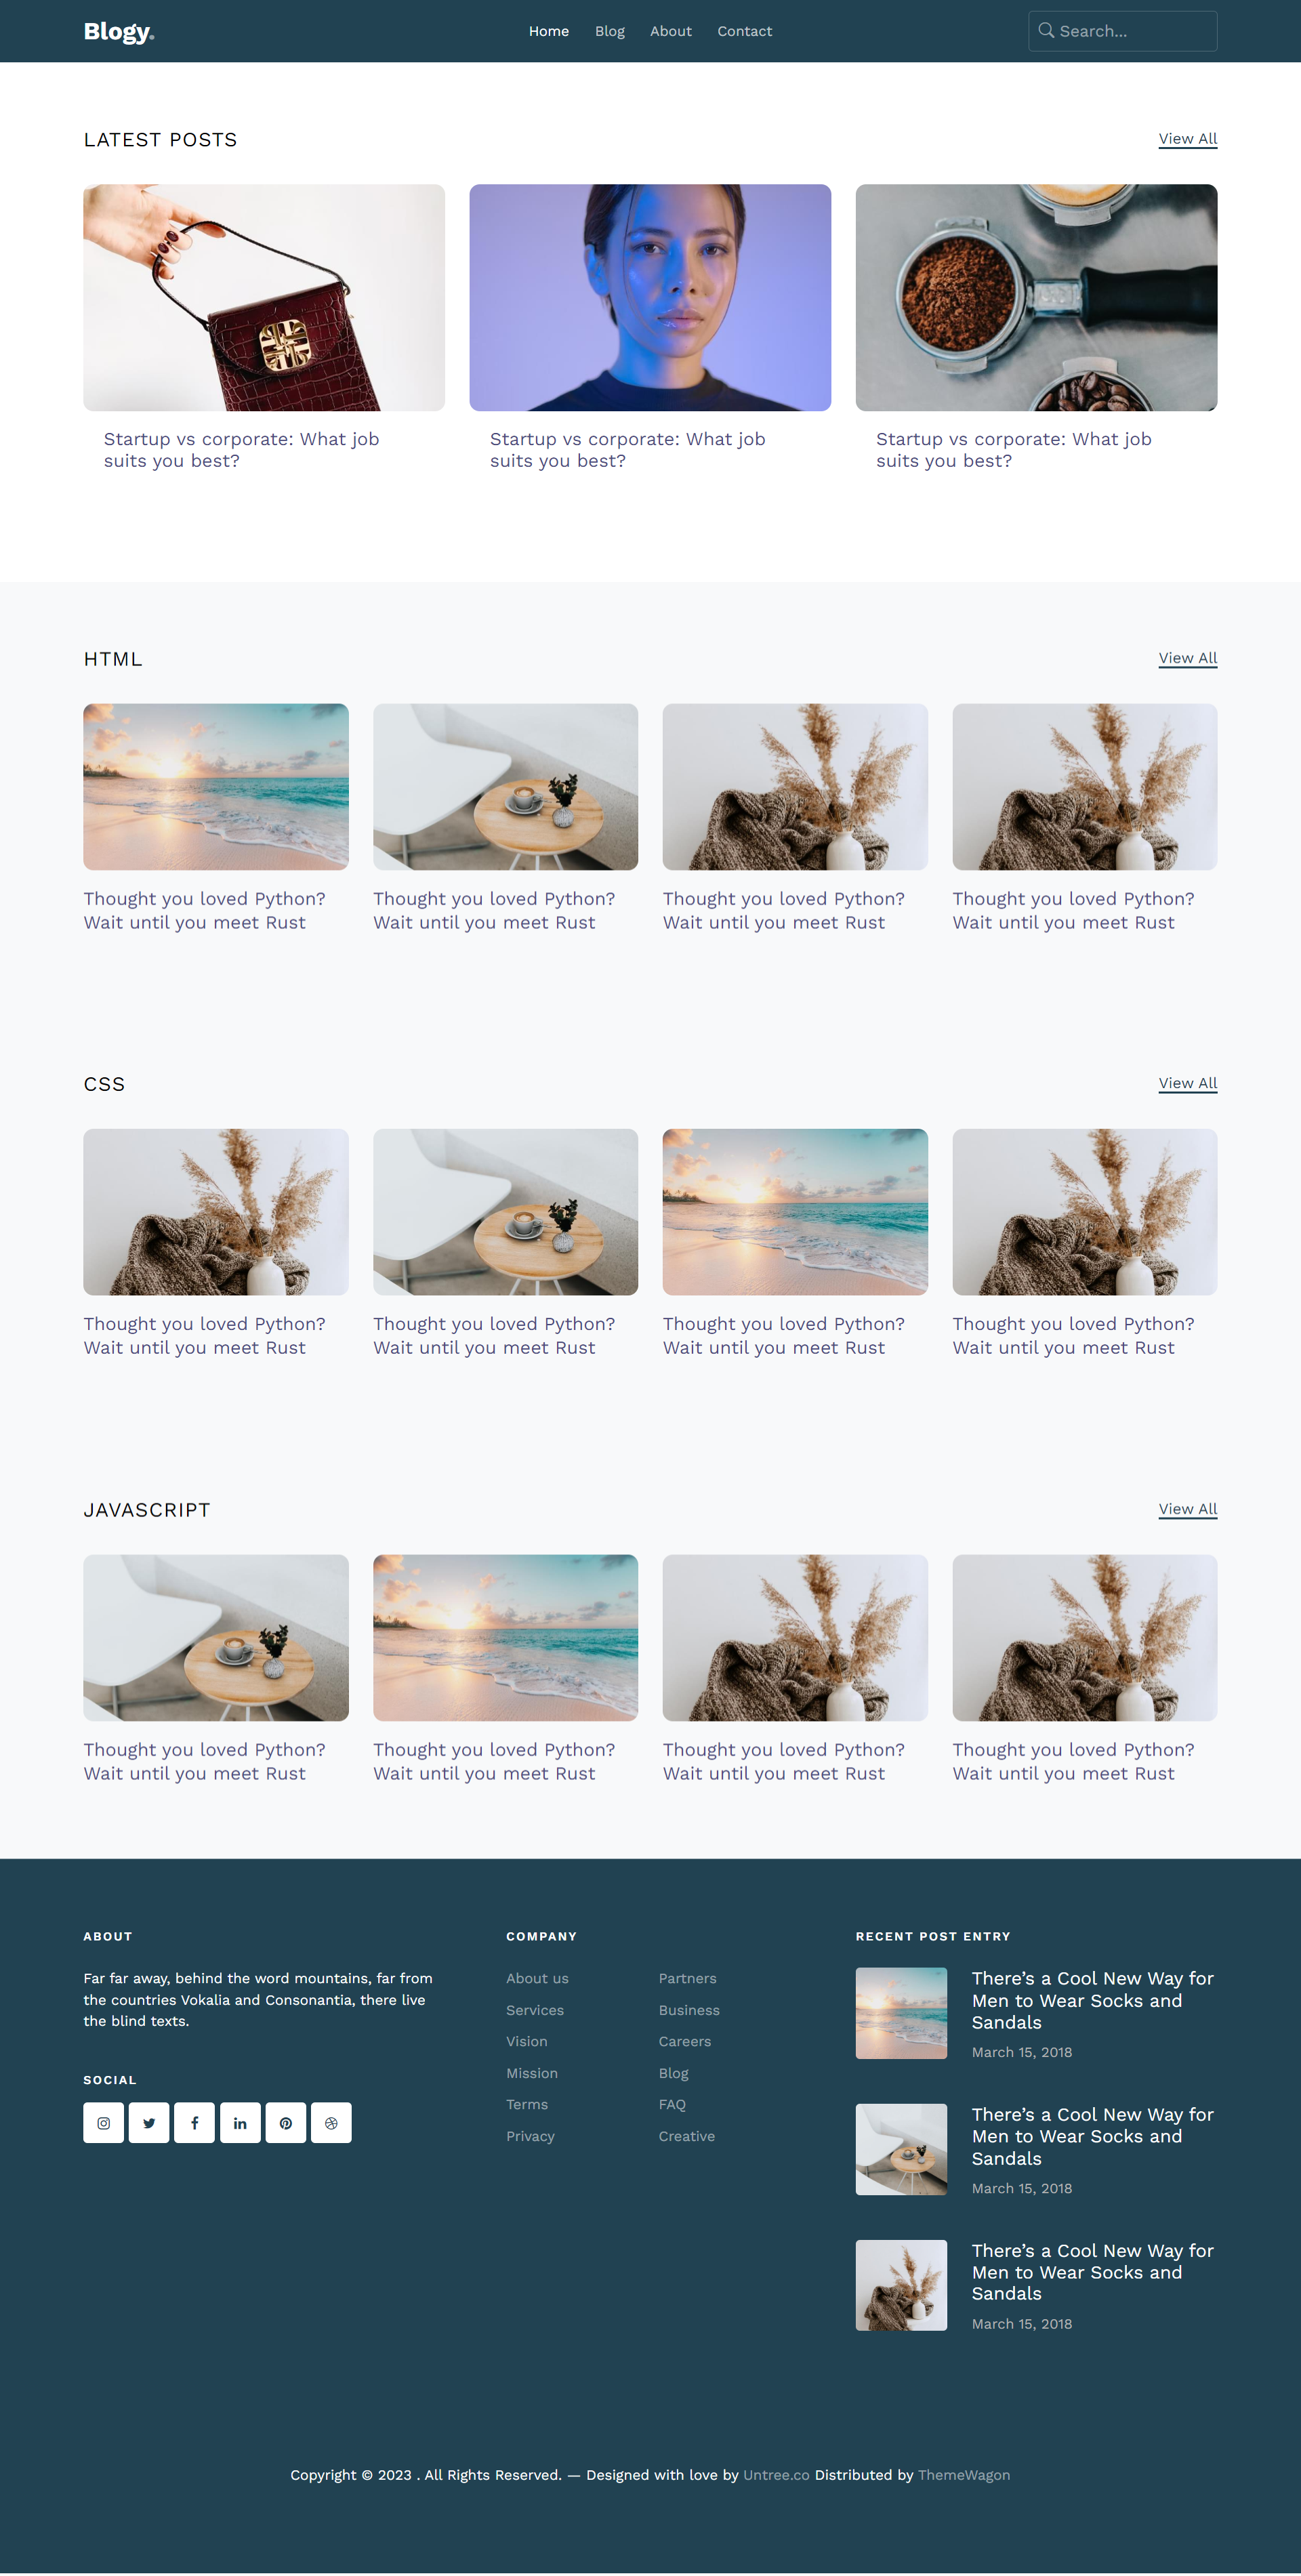 Blogy.
Home Blog About Contact
Search...
LATEST POSTS
View All
Startup vs corporate: What job
suits you best?
Startup vs corporate: What job
suits you best?
Startup vs corporate: What job
suits you best?
HTML
View All
Thought you loved Python?
Wait until you meet Rust
Thought you loved Python?
Wait until you meet Rust
Thought you loved Python?
Wait until you meet Rust
Thought you loved Python?
Wait until you meet Rust
CSS
View All
Thought you loved Python?
Wait until you meet Rust
Thought you loved Python?
Wait until you meet Rust
Thought you loved Python?
Wait until you meet Rust
Thought you loved Python?
Wait until you meet Rust
JAVASCRIPT
View All
Thought you loved Python?
Wait until you meet Rust
Thought you loved Python?
Wait until you meet Rust
Thought you loved Python?
Wait until you meet Rust
Thought you loved Python?
Wait until you meet Rust
ABOUT
Far far away, behind the word mountains, far from
the countries Vokalia and Consonantia, there live
the blind texts.
SOCIAL
COMPANY
About us
Services
Vision
Mission
Terms
Privacy
Partners
Business
Careers
Blog
FAQ
Creative
RECENT POST ENTRY
There’s a Cool New Way for
Men to Wear Socks and
Sandals
March 15, 2018
There’s a Cool New Way for
Men to Wear Socks and
Sandals
March 15, 2018
There’s a Cool New Way for
Men to Wear Socks and
Sandals
March 15, 2018
Copyright © 2023 . All Rights Reserved. — Designed with love by Untree.co Distributed by ThemeWagon